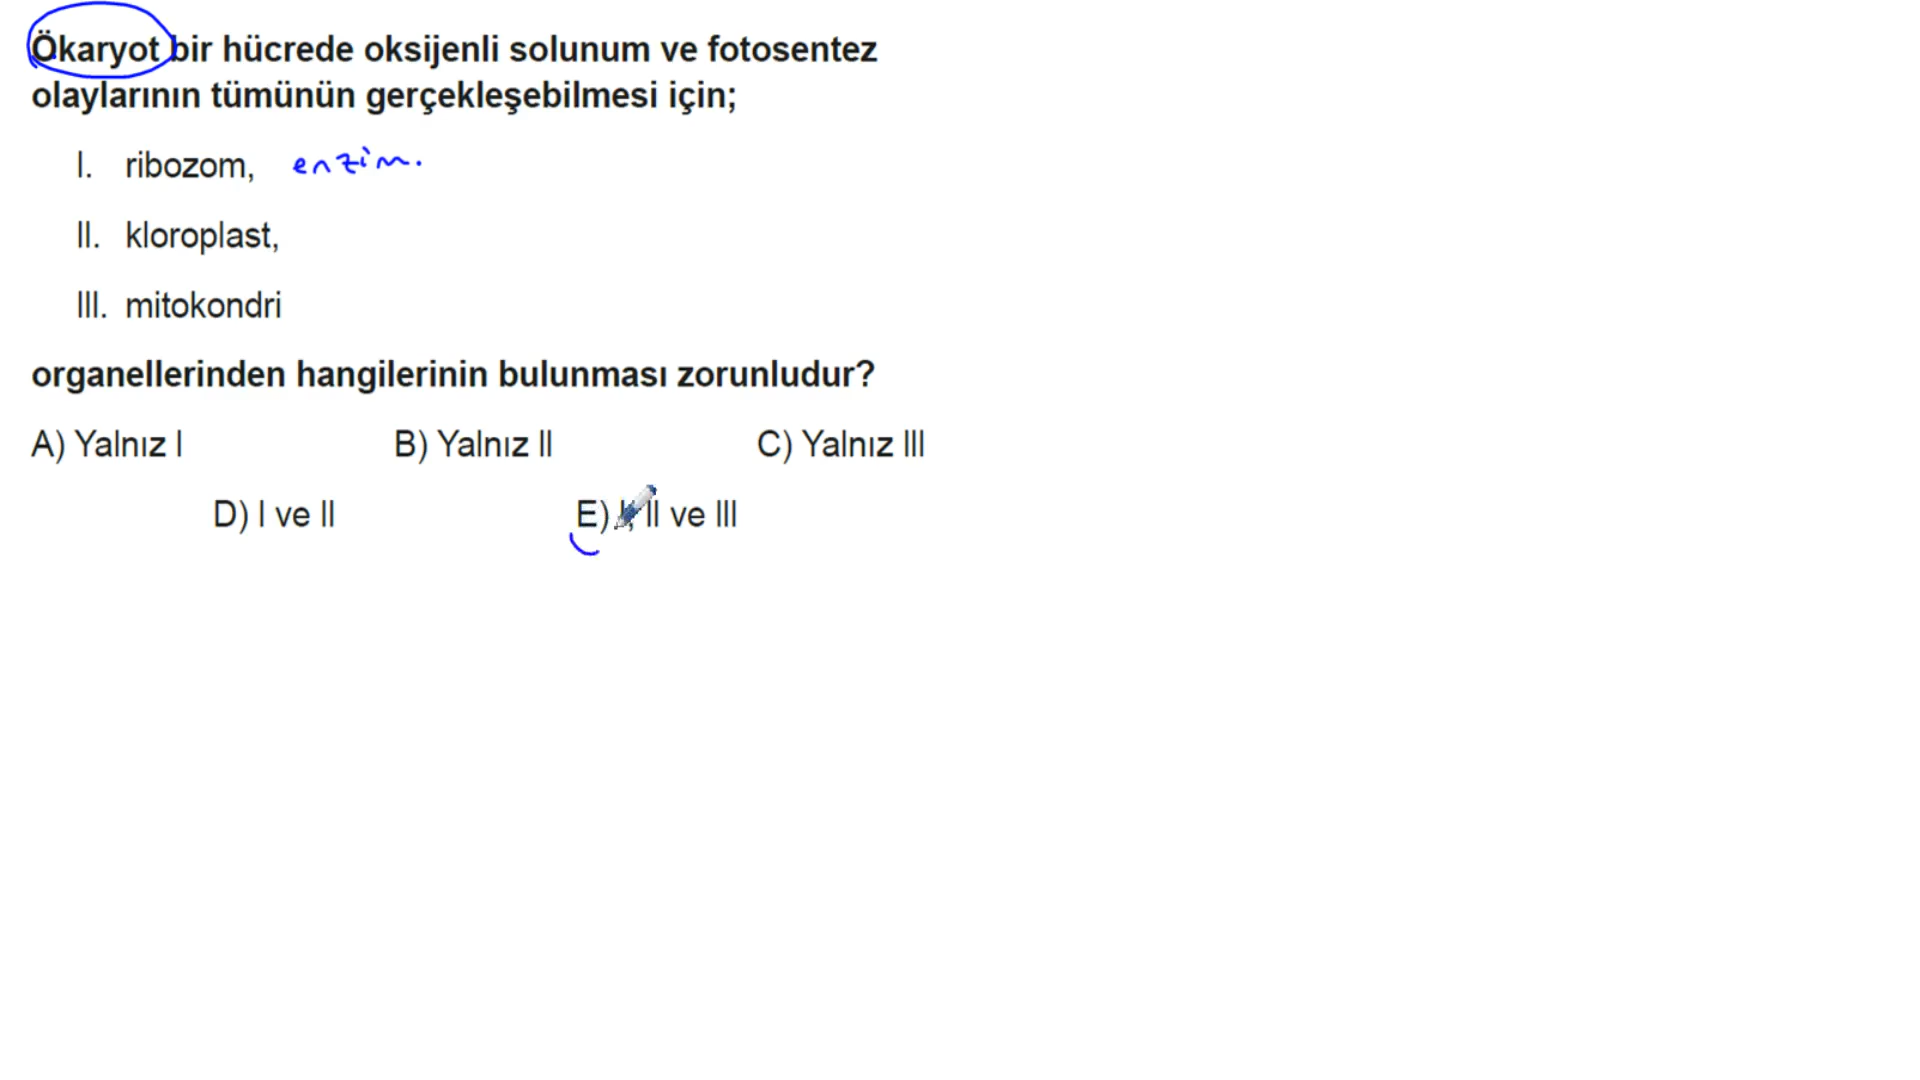 Ökaryot bir hücrede oksijenli solunum ve fotosentez
olaylarının tümünün gerçekleşebilmesi için;
I. ribozom, enzim.
II. kloroplast,
III. mitokondri
organellerinden hangilerinin bulunması zorunludur?
A) Yalnız I B) Yalnız II C) Yalnız III
D) I ve II E) I, II ve III